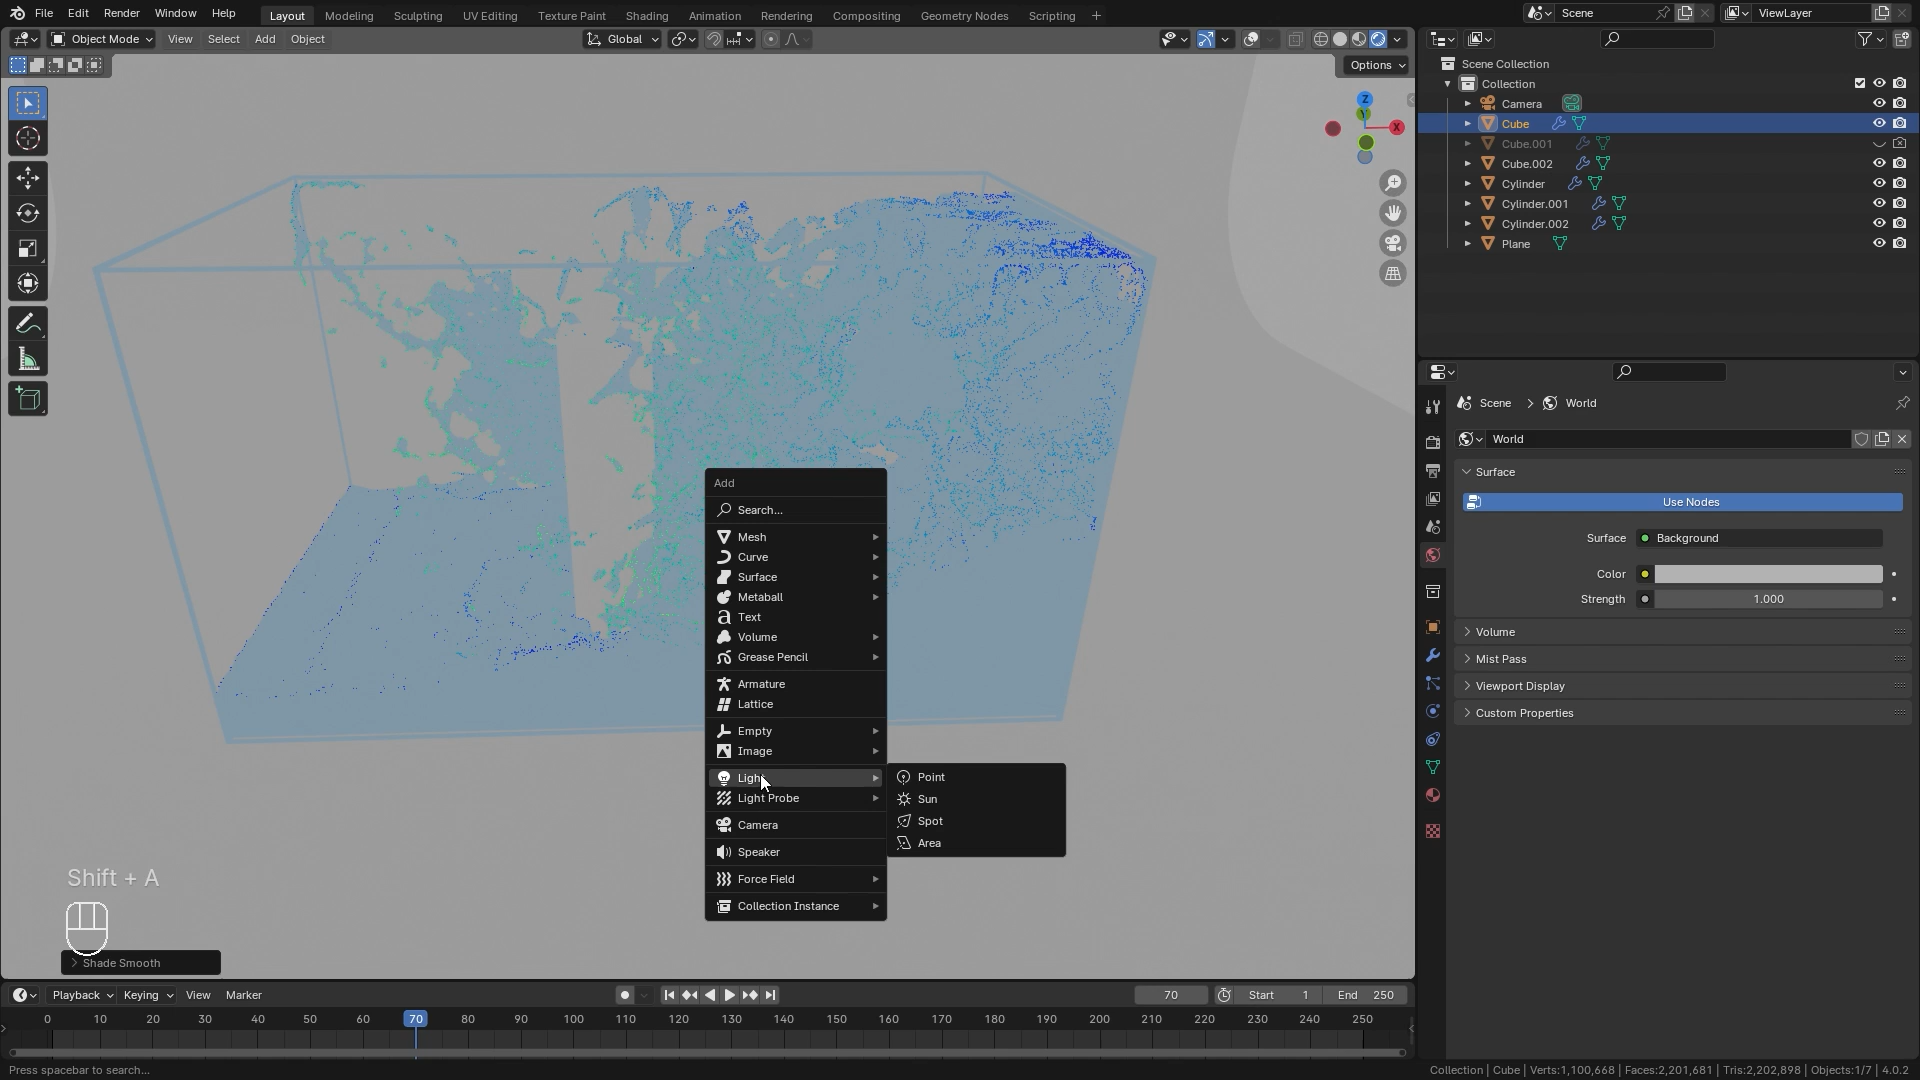 File Edit Render Window Help Layout Modeling Sculpting UV Editing Texture Paint Shading Animation Rendering Compositing Geometry Nodes Scripting Scene ViewLayer
Object Mode View Select Add Object Global
Options
Z
Y
X
Scene Collection
Collection
Camera
Cube
Cube.001
Cube.002
Cylinder
Cylinder.001
Cylinder.002
Plane
Scene World
World
Surface
Use Nodes
Surface Background
Color
Strength 1.000
Volume
Mist Pass
Viewport Display
Custom Properties
Add
Search...
Mesh
Curve
Surface
Metaball
Text
Volume
Grease Pencil
Armature
Lattice
Empty
Image
Light
Light Probe
Camera
Speaker
Force Field
Collection Instance
Point
Sun
Spot
Area
Shift + A
Shade Smooth
Playback Keying View Marker 70 Start 1 End 250
0 10 20 30 40 50 60 70 80 90 100 110 120 130 140 150 160 170 180 190 200 210 220 230 240 250
Press spacebar to search...
Collection | Cube | Verts:1,100,668 | Faces:2,201,681 | Tris:2,202,898 | Objects:1/7 | 4.0.2